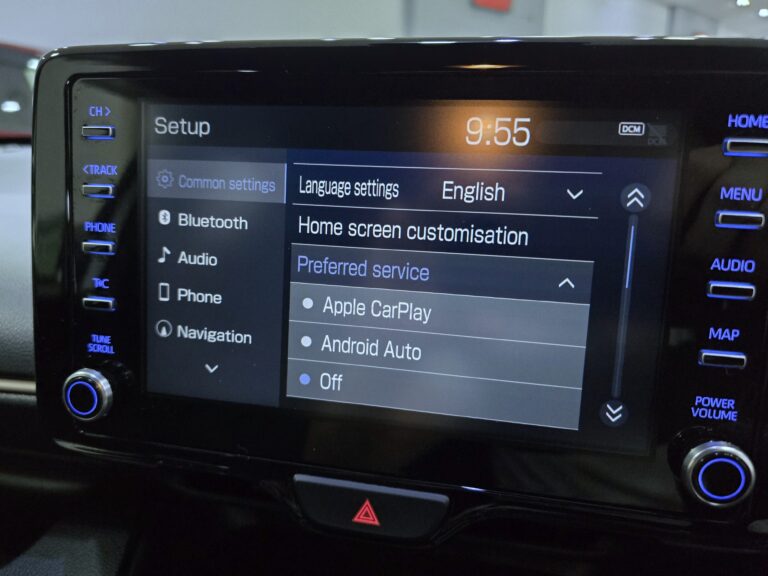 CH >
< TRACK
PHONE
T&C
TUNE
SCROLL
Setup
9:55
DCM
DCM
Common settings
Bluetooth
Audio
Phone
Navigation
Language settings English
Home screen customisation
Preferred service
Apple CarPlay
Android Auto
Off
HOME
MENU
AUDIO
MAP
POWER
VOLUME